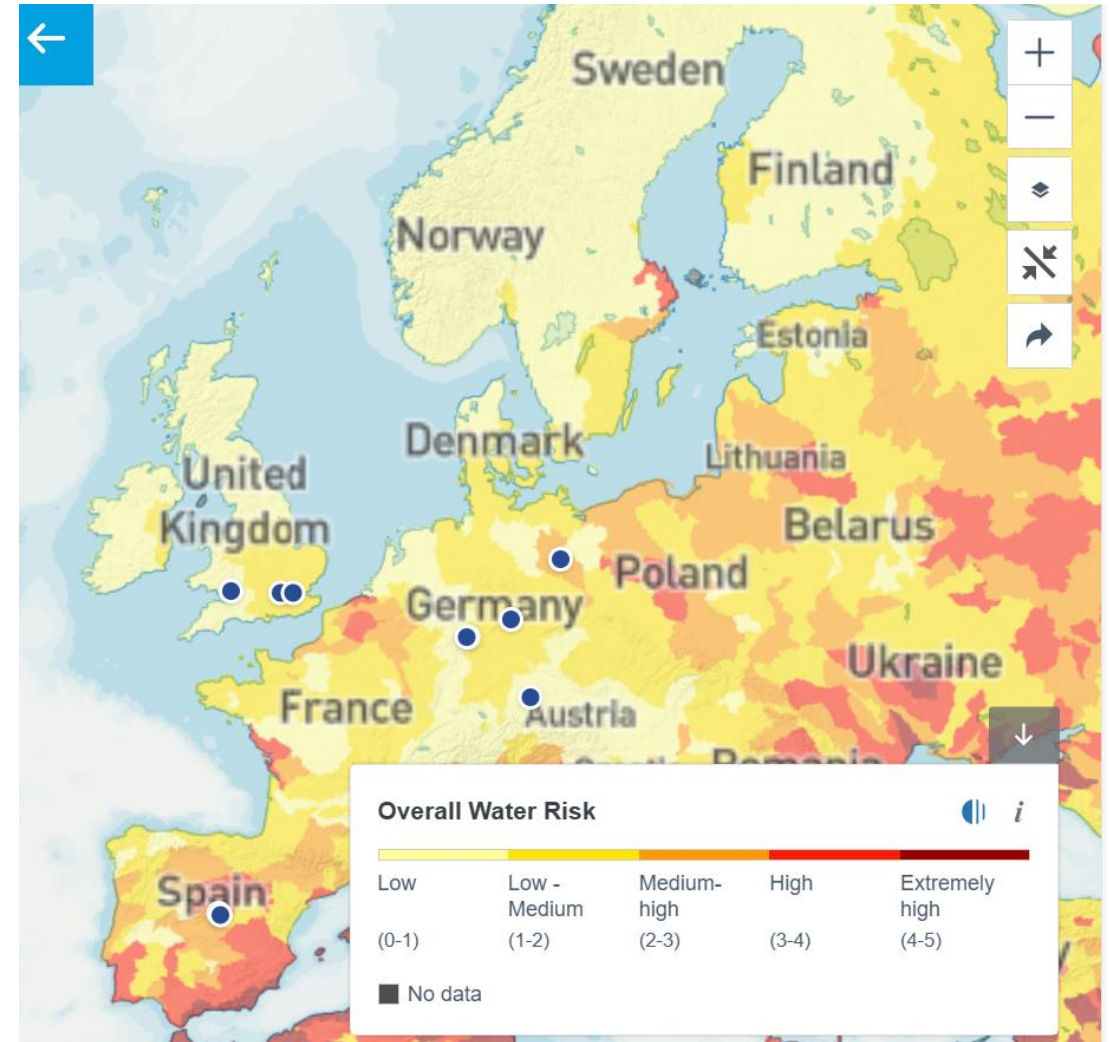 Sweden
Finland
Norway
Estonia
Denmark
Lithuania
United
Kingdom
Belarus
Poland
Germany
Ukraine
France
Austria
Romania
Spain
Overall Water Risk
i
Low
Low -
Medium
Medium-
high
High
Extremely
high
(0-1)
(1-2)
(2-3)
(3-4)
(4-5)
No data